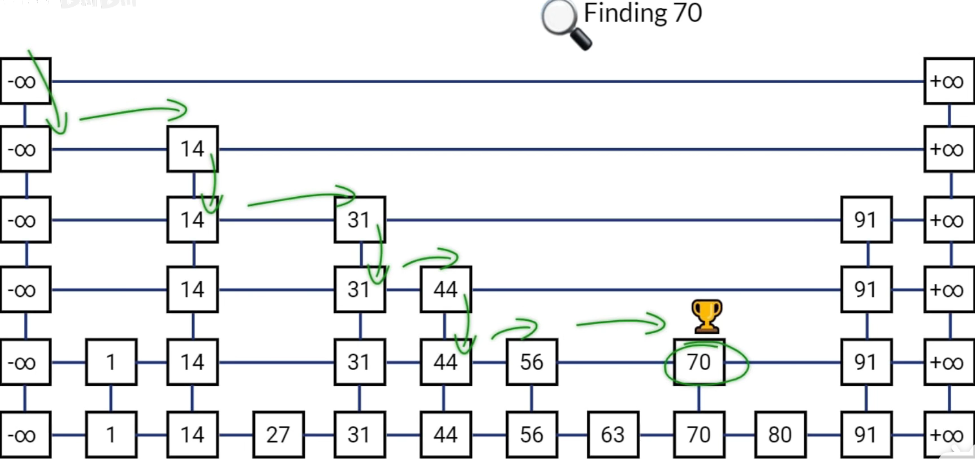 Finding 70
-∞ +∞
-∞ 14 +∞
-∞ 14 31 91 +∞
-∞ 14 31 44 91 +∞
-∞ 1 14 31 44 56 70 91 +∞
-∞ 1 14 27 31 44 56 63 70 80 91 +∞